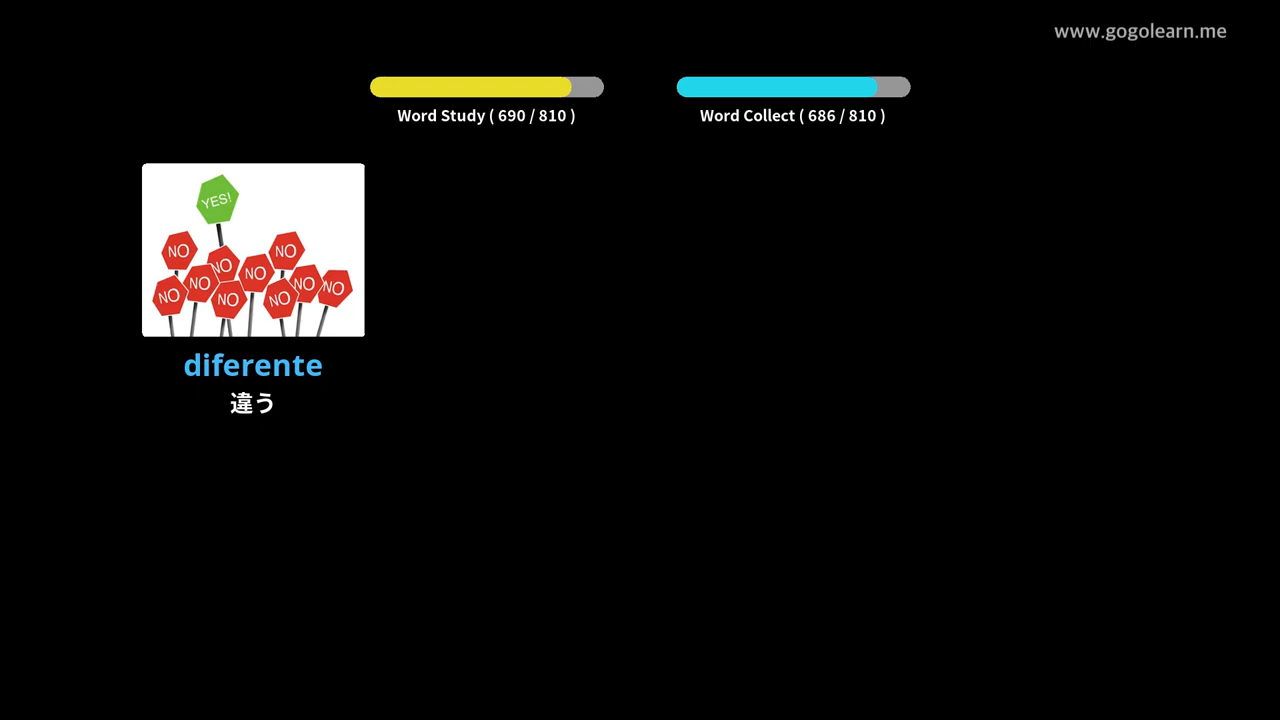 www.gogolearn.me
Word Study ( 690 / 810 )
Word Collect ( 686 / 810 )
YES!
NO
NO
NO
NO
NO
NO
NO
NO
NO
NO
diferente
違う